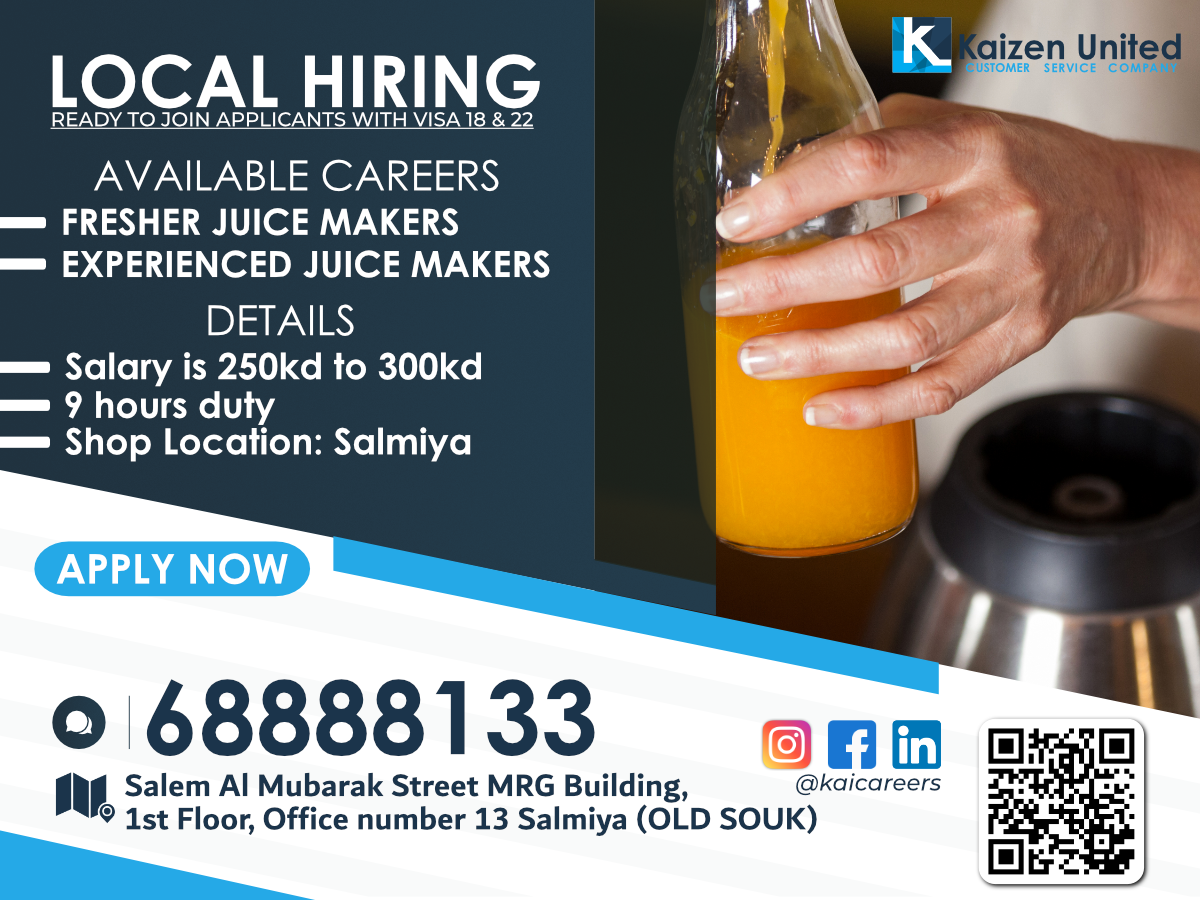 Kaizen United
CUSTOMER SERVICE COMPANY
LOCAL HIRING
READY TO JOIN APPLICANTS WITH VISA 18 & 22
AVAILABLE CAREERS
FRESHER JUICE MAKERS
EXPERIENCED JUICE MAKERS
DETAILS
Salary is 250kd to 300kd
9 hours duty
Shop Location: Salmiya
APPLY NOW
68888133
Salem Al Mubarak Street MRG Building,
1st Floor, Office number 13 Salmiya (OLD SOUK)
@kaicareers